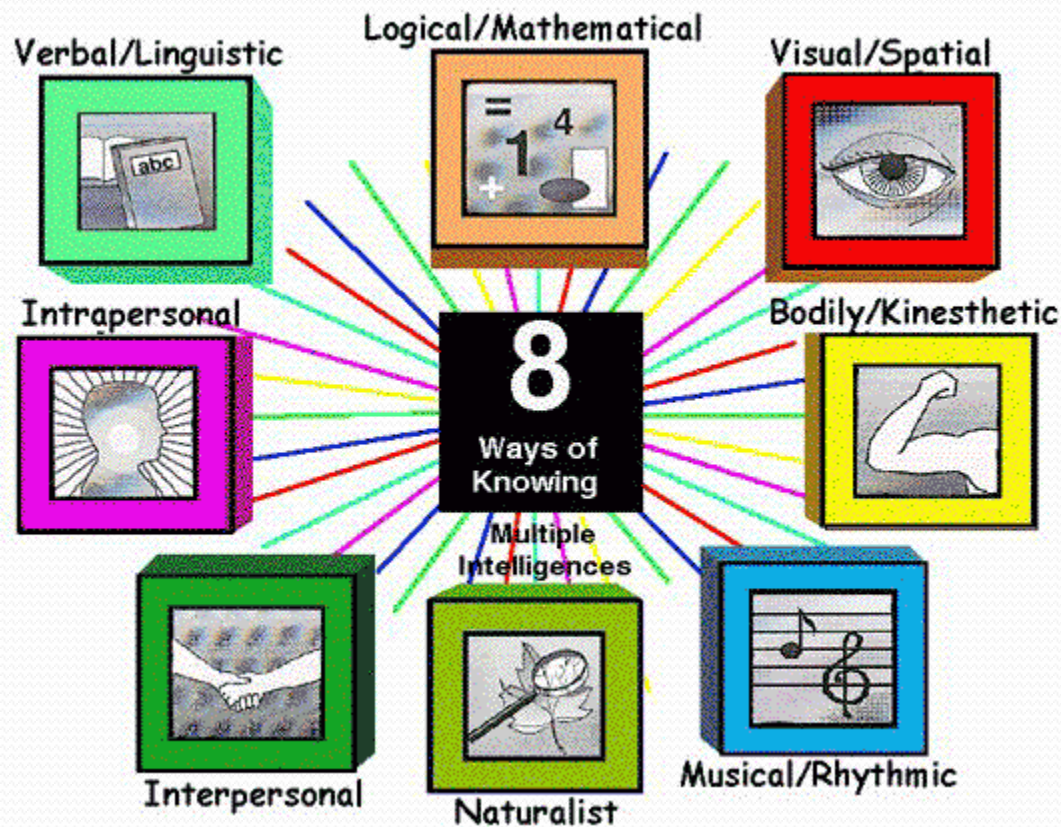 Logical/Mathematical
Verbal/Linguistic
Visual/Spatial
abc
= 1 4 +
Intrapersonal
Bodily/Kinesthetic
8
Ways of
Knowing
Multiple
Intelligences
Interpersonal
Naturalist
Musical/Rhythmic